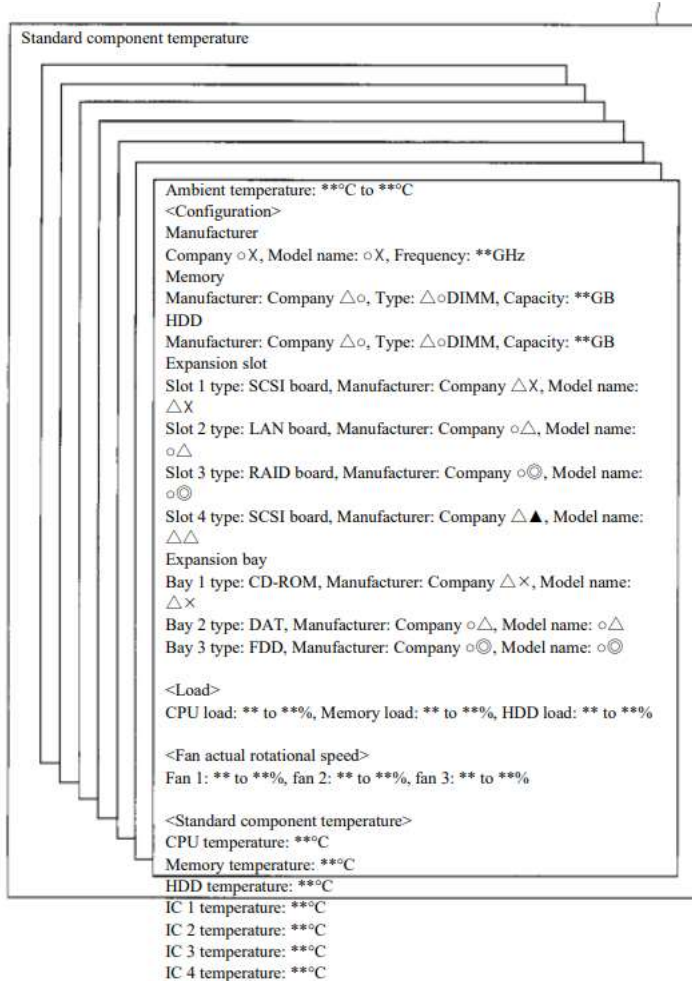 Standard component temperature
Ambient temperature: **°C to **°C
<Configuration>
Manufacturer
Company ○X, Model name: ○X, Frequency: **GHz
Memory
Manufacturer: Company △○, Type: △○DIMM, Capacity: **GB
HDD
Manufacturer: Company △○, Type: △○DIMM, Capacity: **GB
Expansion slot
Slot 1 type: SCSI board, Manufacturer: Company △X, Model name:
△X
Slot 2 type: LAN board, Manufacturer: Company ○△, Model name:
○△
Slot 3 type: RAID board, Manufacturer: Company ○◎, Model name:
○◎
Slot 4 type: SCSI board, Manufacturer: Company △▲, Model name:
△△
Expansion bay
Bay 1 type: CD-ROM, Manufacturer: Company △×, Model name:
△×
Bay 2 type: DAT, Manufacturer: Company ○△, Model name: ○△
Bay 3 type: FDD, Manufacturer: Company ○◎, Model name: ○◎
<Load>
CPU load: ** to **%, Memory load: ** to **%, HDD load: ** to **%
<Fan actual rotational speed>
Fan 1: ** to **%, fan 2: ** to **%, fan 3: ** to **%
<Standard component temperature>
CPU temperature: **°C
Memory temperature: **°C
HDD temperature: **°C
IC 1 temperature: **°C
IC 2 temperature: **°C
IC 3 temperature: **°C
IC 4 temperature: **°C